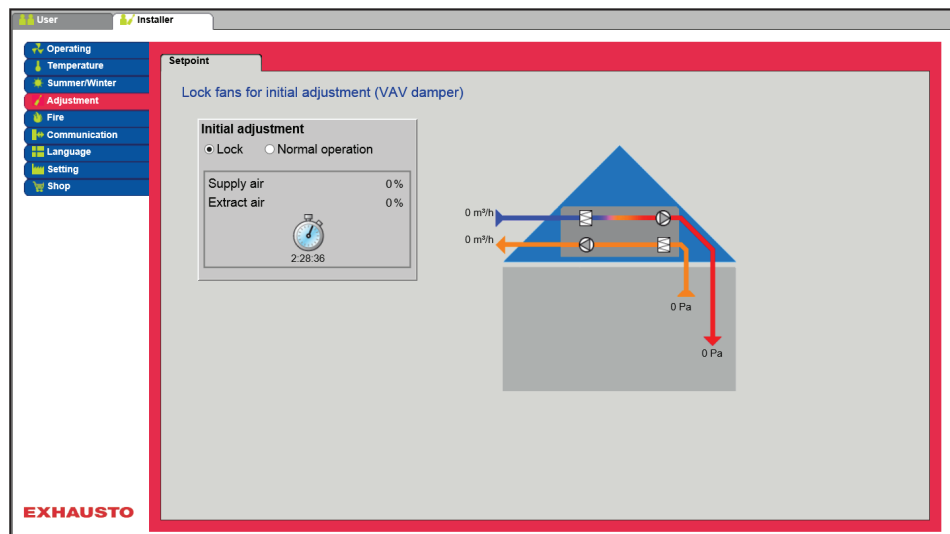 User
Installer
Operating
Temperature
Summer/Winter
Adjustment
Fire
Communication
Language
Setting
Shop
Setpoint
Lock fans for initial adjustment (VAV damper)
Initial adjustment
Lock Normal operation
Supply air 0 %
Extract air 0 %
2:28:36
0 m³/h
0 m³/h
0 Pa
0 Pa
EXHAUSTO